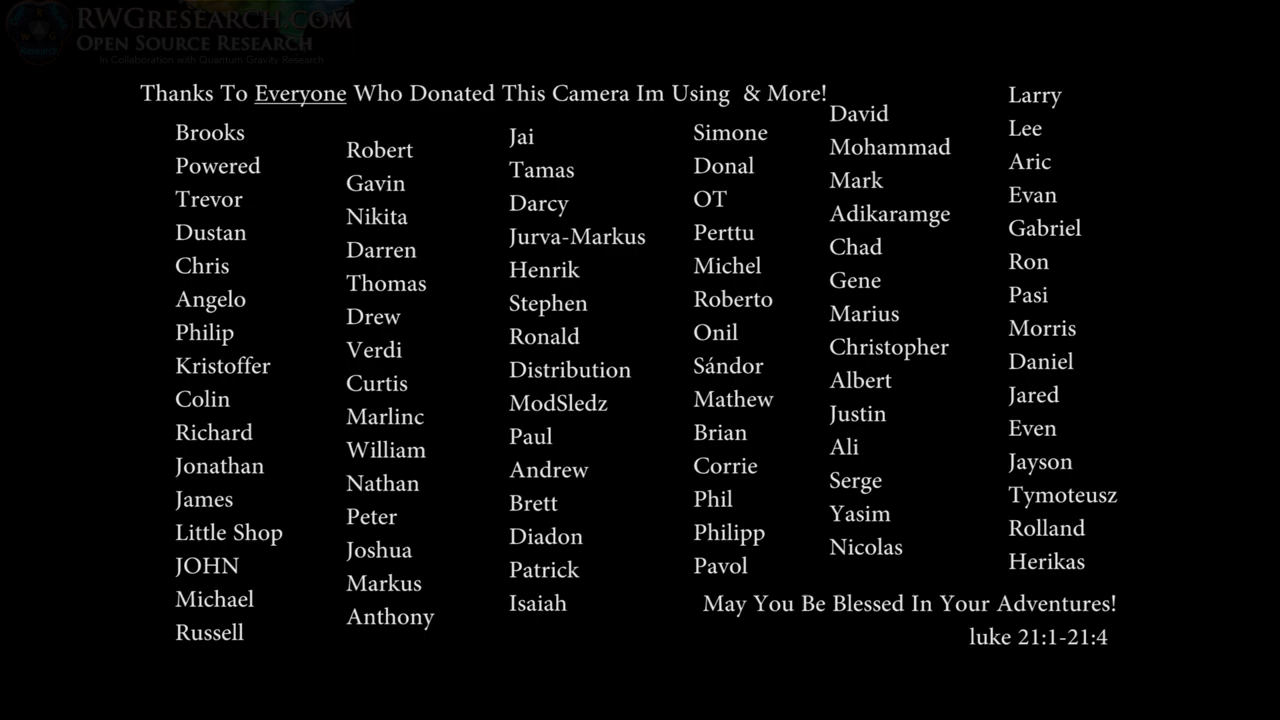 RWGresearch.com
Open Source Research
In Collaboration with Quantum Gravity Research
Thanks To Everyone Who Donated This Camera Im Using & More!
Brooks
Powered
Trevor
Dustan
Chris
Angelo
Philip
Kristoffer
Colin
Richard
Jonathan
James
Little Shop
JOHN
Michael
Russell
Robert
Gavin
Nikita
Darren
Thomas
Drew
Verdi
Curtis
Marlinc
William
Nathan
Peter
Joshua
Markus
Anthony
Jai
Tamas
Darcy
Jurva-Markus
Henrik
Stephen
Ronald
Distribution
ModSledz
Paul
Andrew
Brett
Diadon
Patrick
Isaiah
Simone
Donal
OT
Perttu
Michel
Roberto
Onil
Sándor
Mathew
Brian
Corrie
Phil
Philipp
Pavol
David
Mohammad
Mark
Adikaramge
Chad
Gene
Marius
Christopher
Albert
Justin
Ali
Serge
Yasim
Nicolas
Larry
Lee
Aric
Evan
Gabriel
Ron
Pasi
Morris
Daniel
Jared
Even
Jayson
Tymoteusz
Rolland
Herikas
May You Be Blessed In Your Adventures!
luke 21:1-21:4